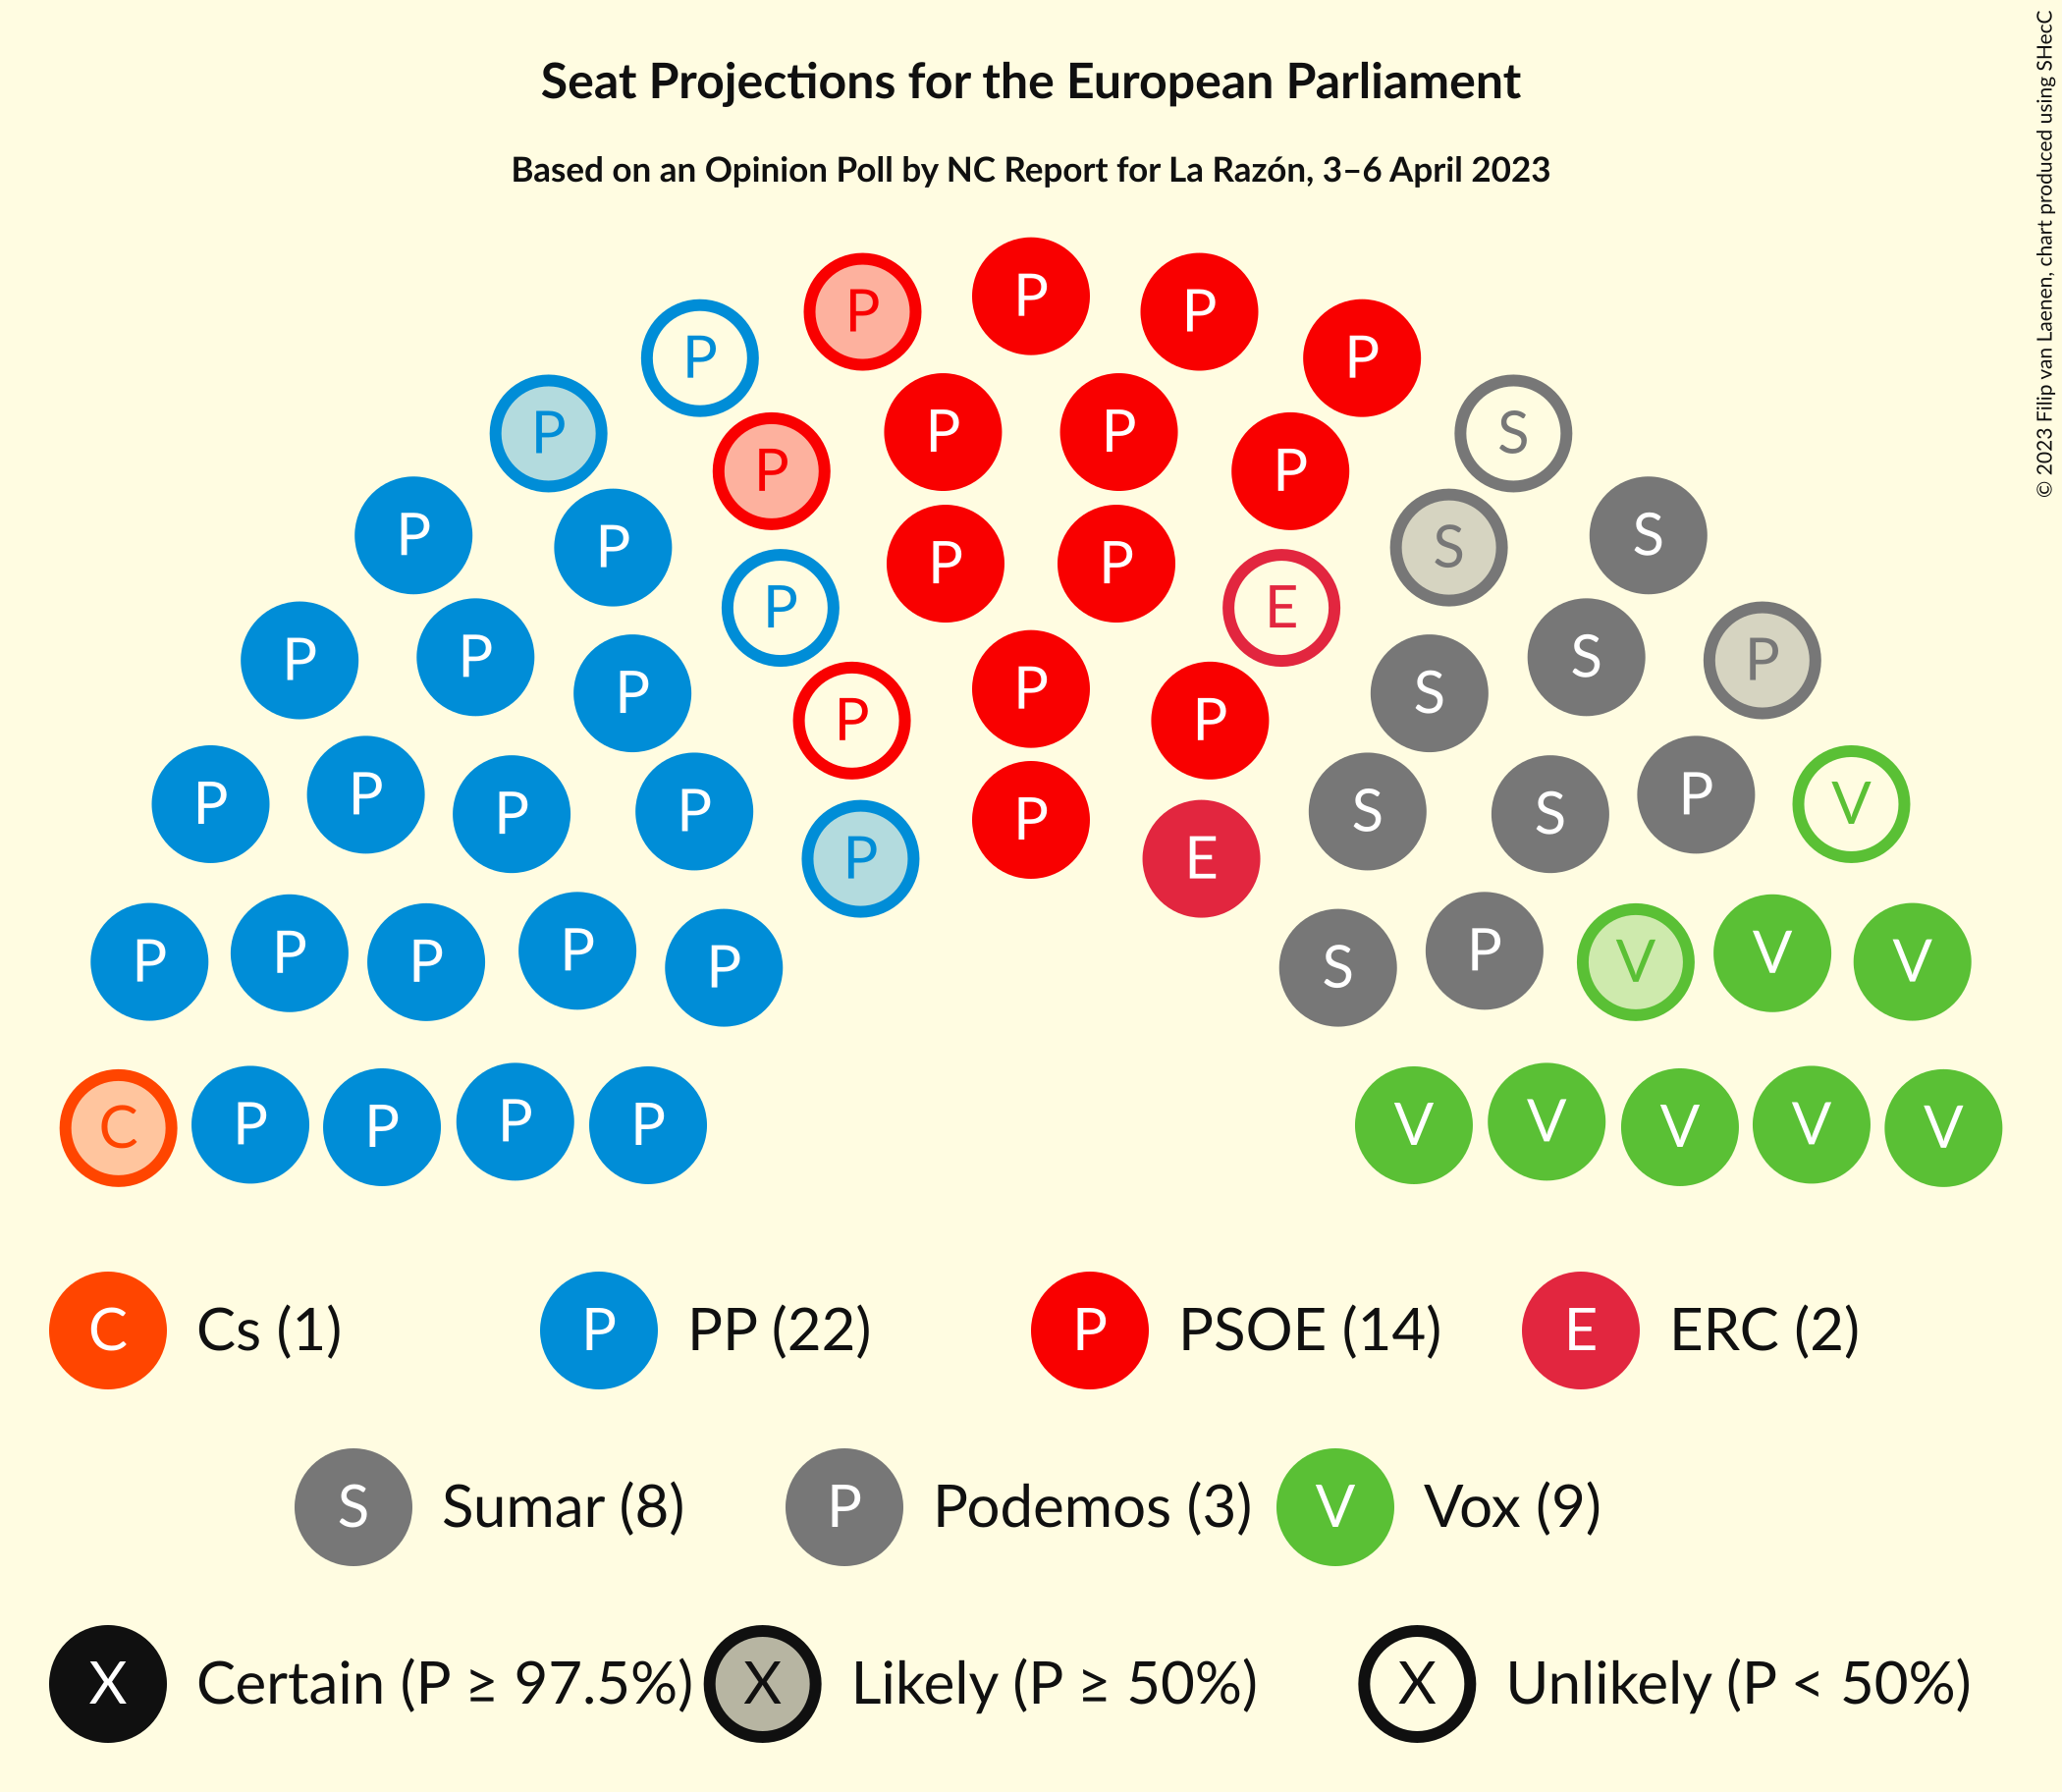 Seat Projections for the European Parliament
Based on an Opinion Poll by NC Report for La Razón, 3–6 April 2023
© 2023 Filip van Laenen, chart produced using SHecC
P P P P
P P S
P P P P
P P S S
P P P
P P E
P P S P
P P P P
P S S P V
P P P
P P E
P P P P P S P V V V
C P P P P V V V V V
C Cs (1) P PP (22) P PSOE (14) E ERC (2)
S Sumar (8) P Podemos (3) V Vox (9)
X Certain (P ≥ 97.5%) X Likely (P ≥ 50%) X Unlikely (P < 50%)